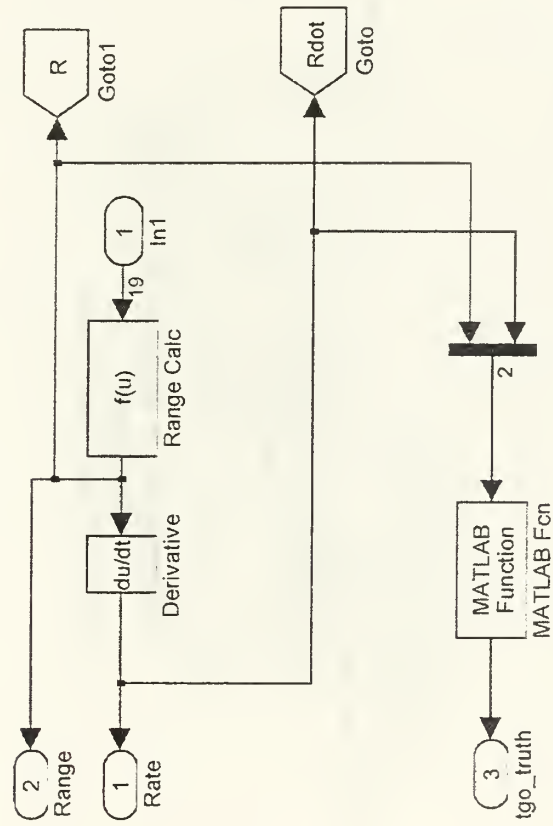 R
Goto1
Rdot
Goto
1
In1
19
f(u)
Range Calc
du/dt
Derivative
2
Range
1
Rate
2
MATLAB
Function
MATLAB Fcn
3
tgo_truth